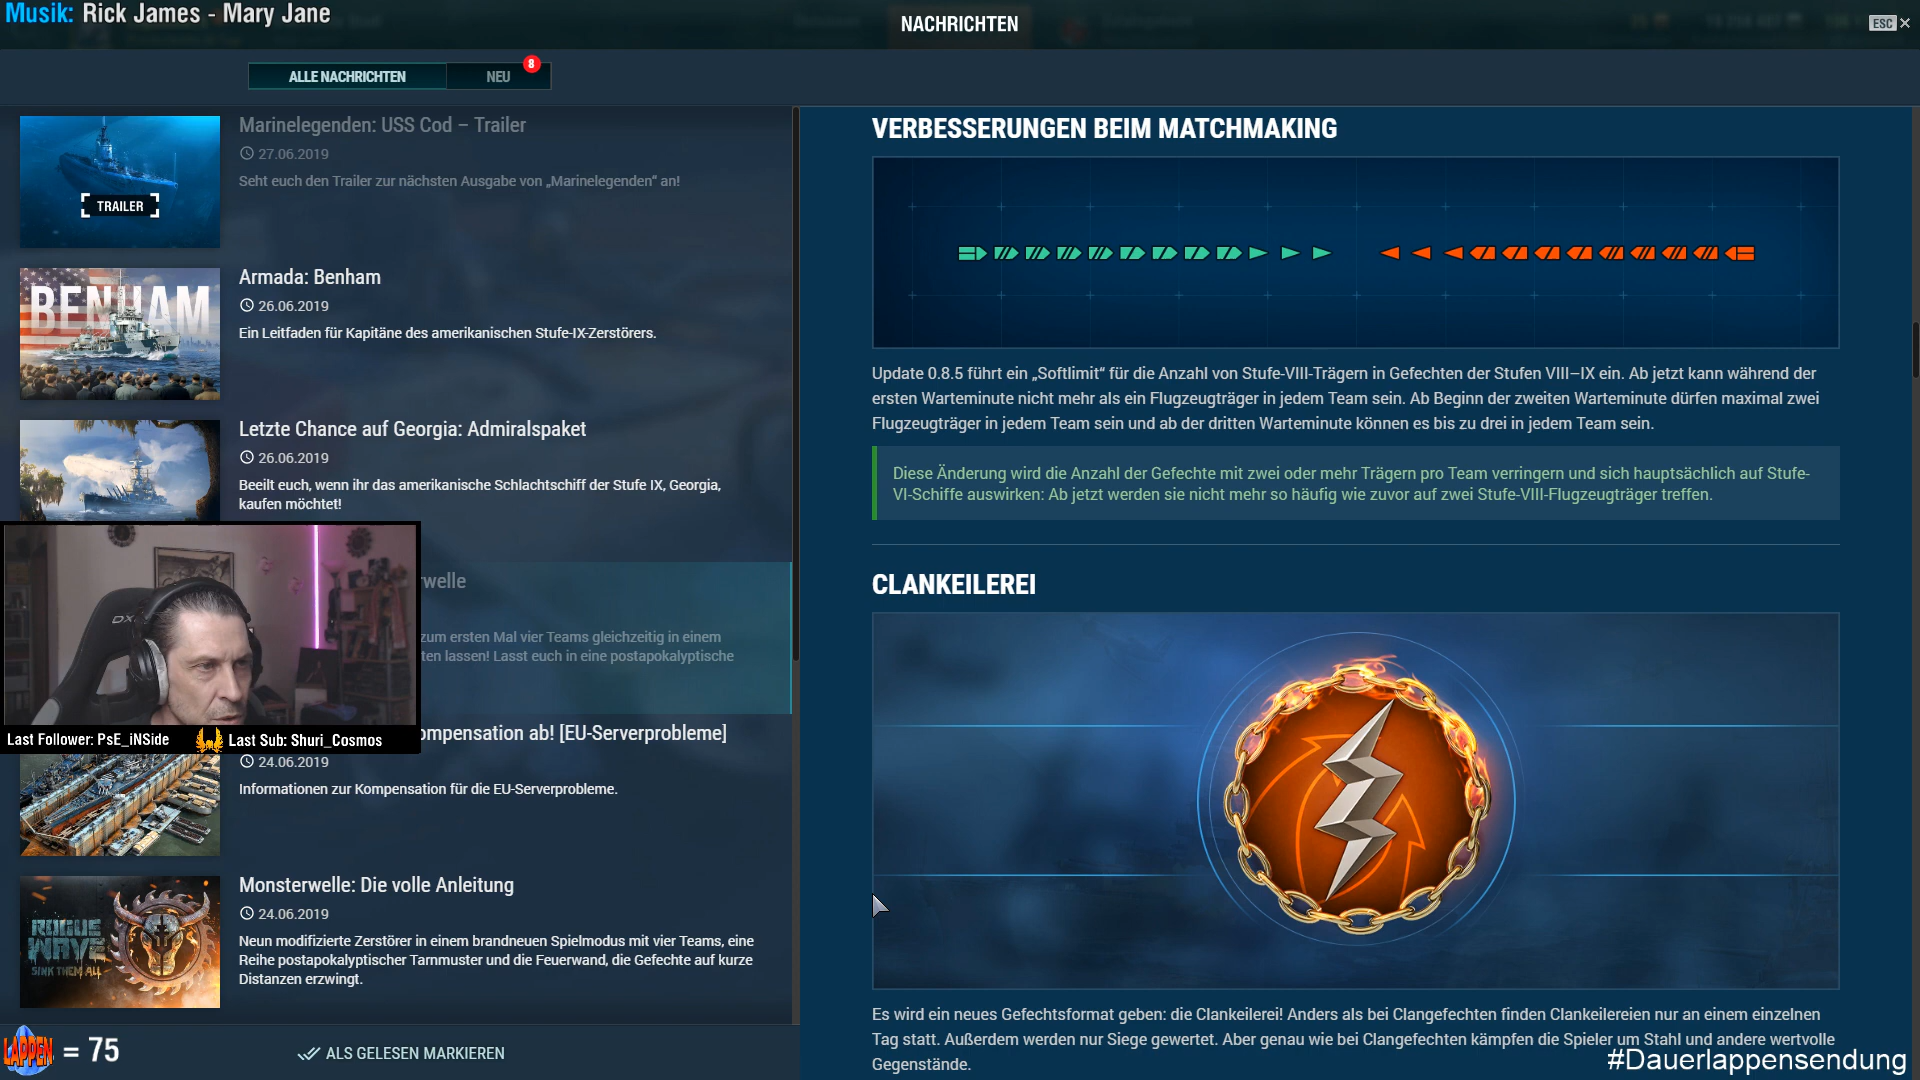 Musik: Rick James - Mary Jane
NACHRICHTEN
ESC
ALLE NACHRICHTEN
NEU
8
Marinelegenden: USS Cod – Trailer
27.06.2019
Seht euch den Trailer zur nächsten Ausgabe von „Marinelegenden“ an!
TRAILER
BENHAM
Armada: Benham
26.06.2019
Ein Leitfaden für Kapitäne des amerikanischen Stufe-IX-Zerstörers.
Letzte Chance auf Georgia: Admiralspaket
26.06.2019
Beeilt euch, wenn ihr das amerikanische Schlachtschiff der Stufe IX, Georgia,
kaufen möchtet!
rwelle
zum ersten Mal vier Teams gleichzeitig in einem
ten lassen! Lasst euch in eine postapokalyptische
Last Follower: PsE_iNSide
Last Sub: Shuri_Cosmos
ompensation ab! [EU-Serverprobleme]
24.06.2019
Informationen zur Kompensation für die EU-Serverprobleme.
ROGUE
WAVE
SINK THEM ALL
Monsterwelle: Die volle Anleitung
24.06.2019
Neun modifizierte Zerstörer in einem brandneuen Spielmodus mit vier Teams, eine
Reihe postapokalyptischer Tarnmuster und die Feuerwand, die Gefechte auf kurze
Distanzen erzwingt.
LAPPEN = 75
ALS GELESEN MARKIEREN
VERBESSERUNGEN BEIM MATCHMAKING
Update 0.8.5 führt ein „Softlimit“ für die Anzahl von Stufe-VIII-Trägern in Gefechten der Stufen VIII–IX ein. Ab jetzt kann während der
ersten Warteminute nicht mehr als ein Flugzeugträger in jedem Team sein. Ab Beginn der zweiten Warteminute dürfen maximal zwei
Flugzeugträger in jedem Team sein und ab der dritten Warteminute können es bis zu drei in jedem Team sein.
Diese Änderung wird die Anzahl der Gefechte mit zwei oder mehr Trägern pro Team verringern und sich hauptsächlich auf Stufe-
VI-Schiffe auswirken: Ab jetzt werden sie nicht mehr so häufig wie zuvor auf zwei Stufe-VIII-Flugzeugträger treffen.
CLANKEILEREI
Es wird ein neues Gefechtsformat geben: die Clankeilerei! Anders als bei Clangefechten finden Clankeilereien nur an einem einzelnen
Tag statt. Außerdem werden nur Siege gewertet. Aber genau wie bei Clangefechten kämpfen die Spieler um Stahl und andere wertvolle
Gegenstände.
#Dauerlappensendung